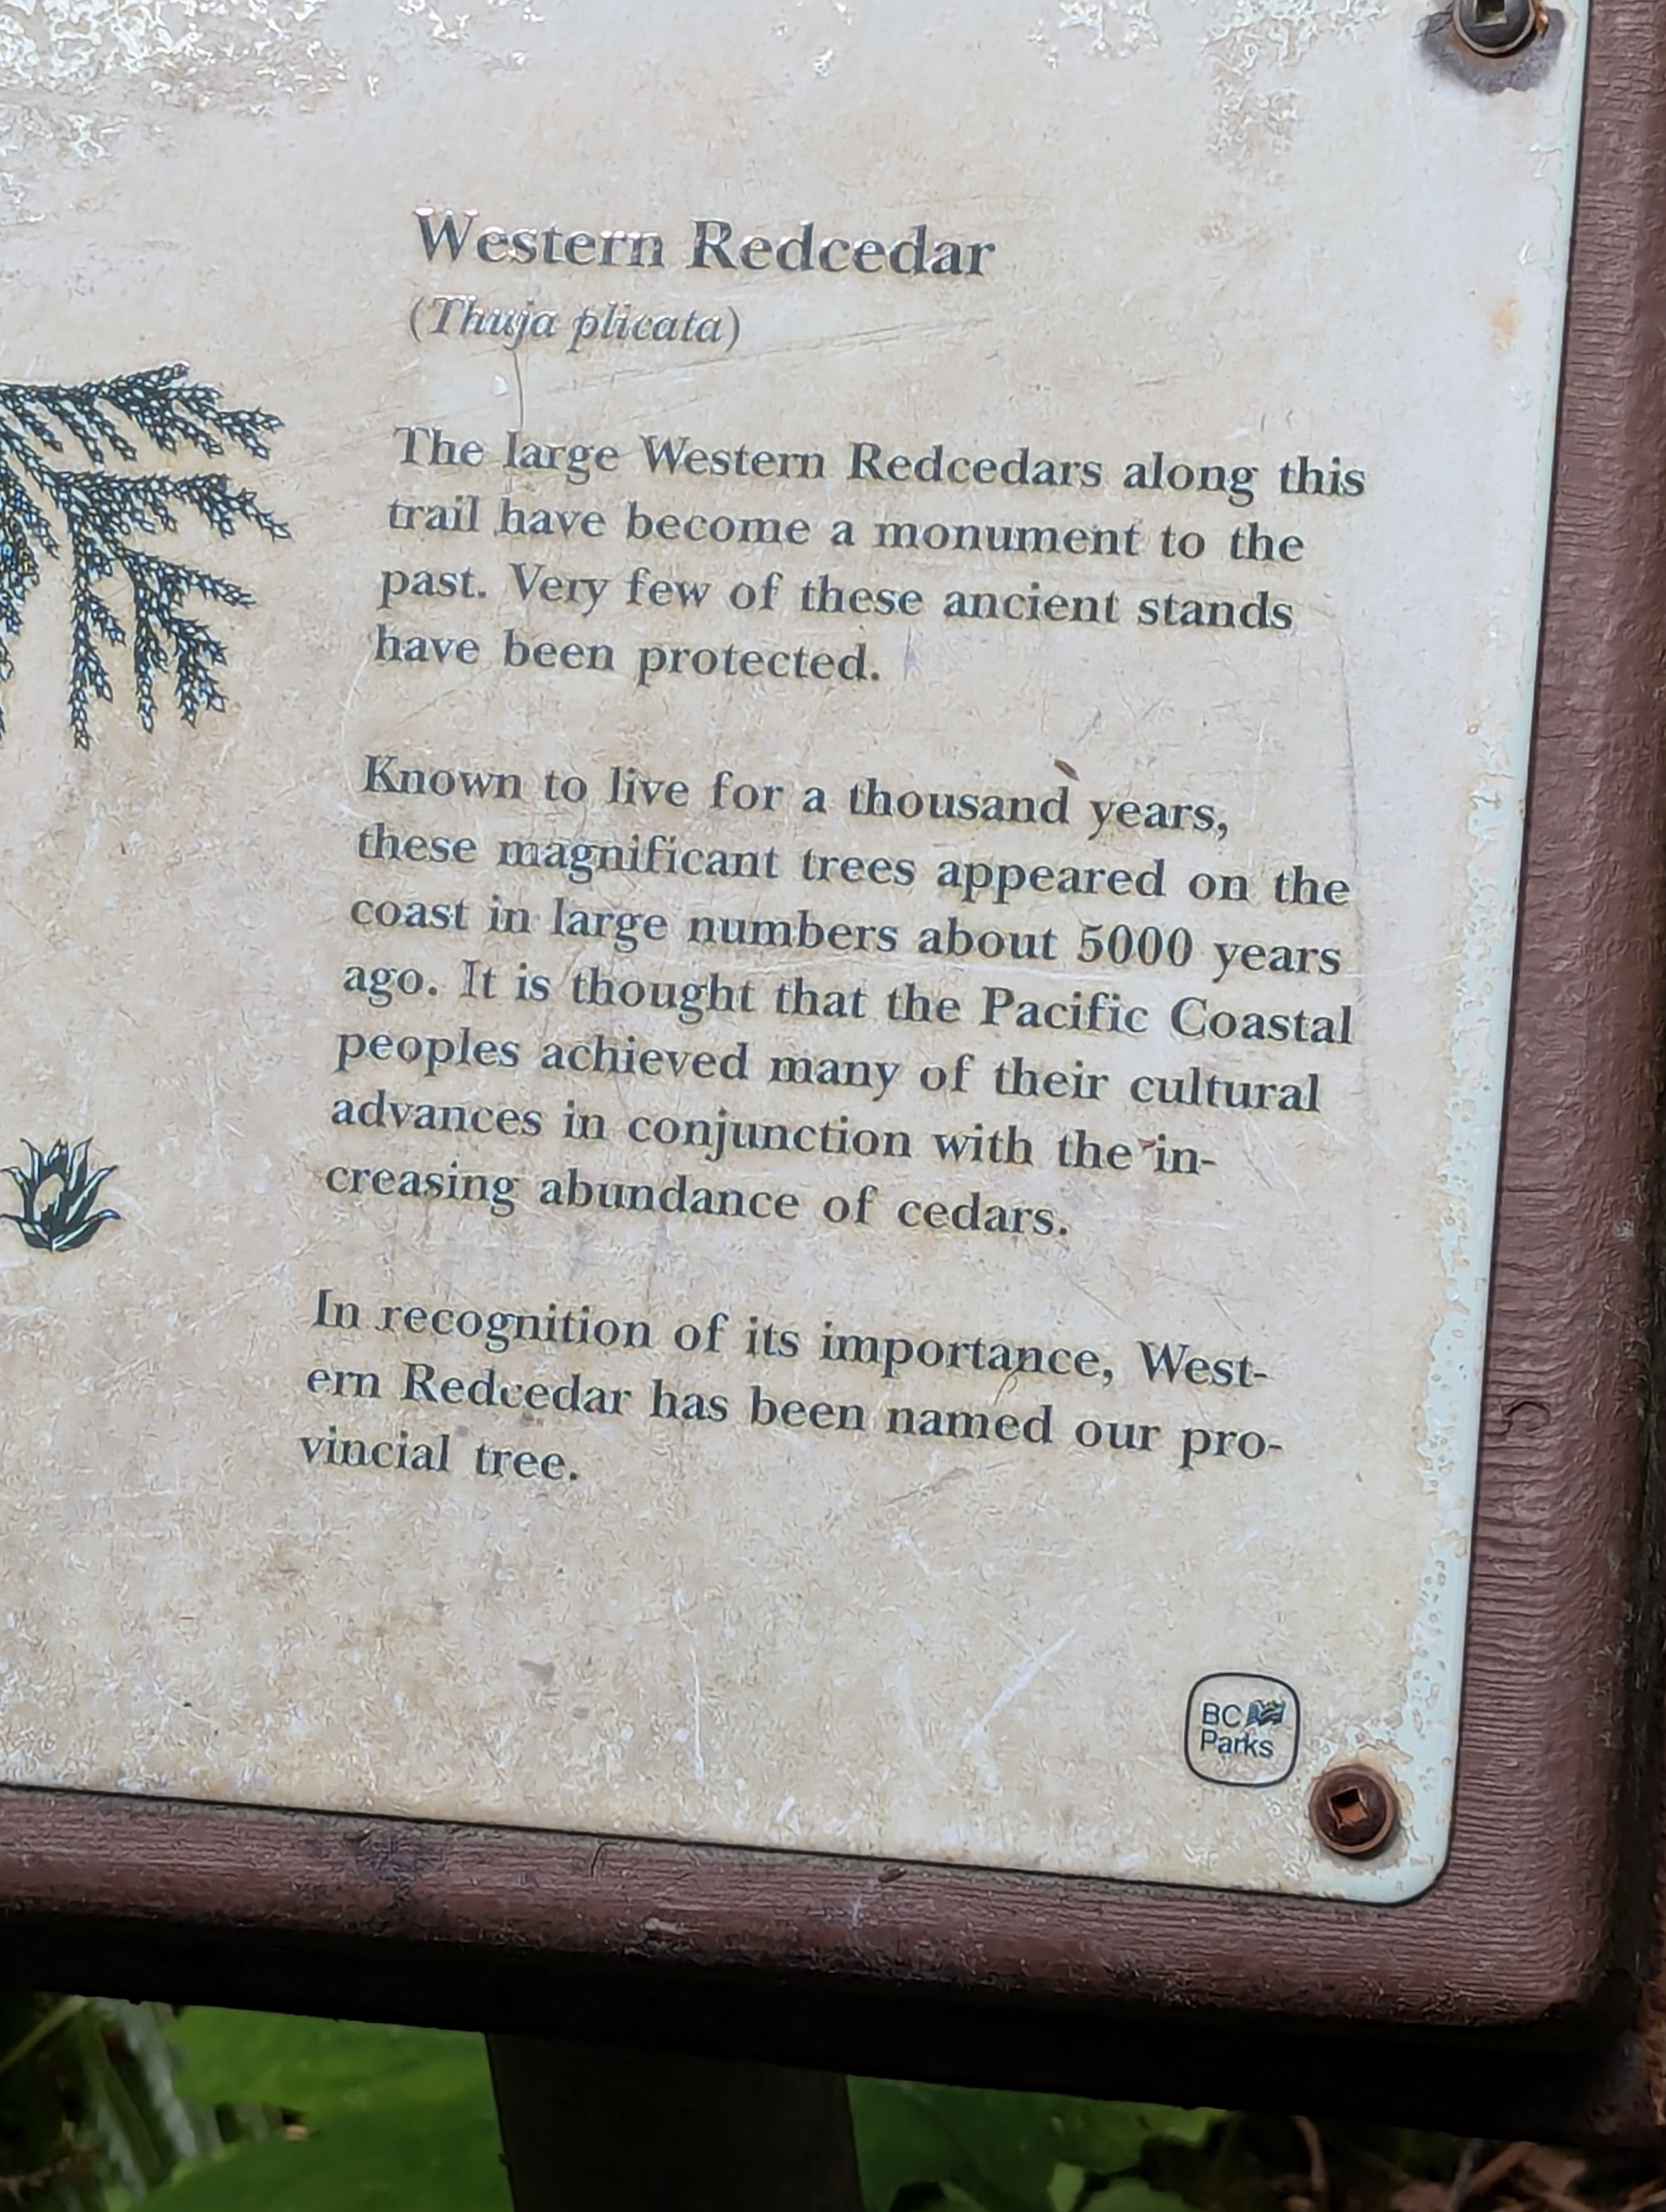 Western Redcedar
(Thuja plicata)
The large Western Redcedars along this
trail have become a monument to the
past. Very few of these ancient stands
have been protected.
Known to live for a thousand years,
these magnificant trees appeared on the
coast in large numbers about 5000 years
ago. It is thought that the Pacific Coastal
peoples achieved many of their cultural
advances in conjunction with the in-
creasing abundance of cedars.
In recognition of its importance, West-
ern Redcedar has been named our pro-
vincial tree.
BC
Parks